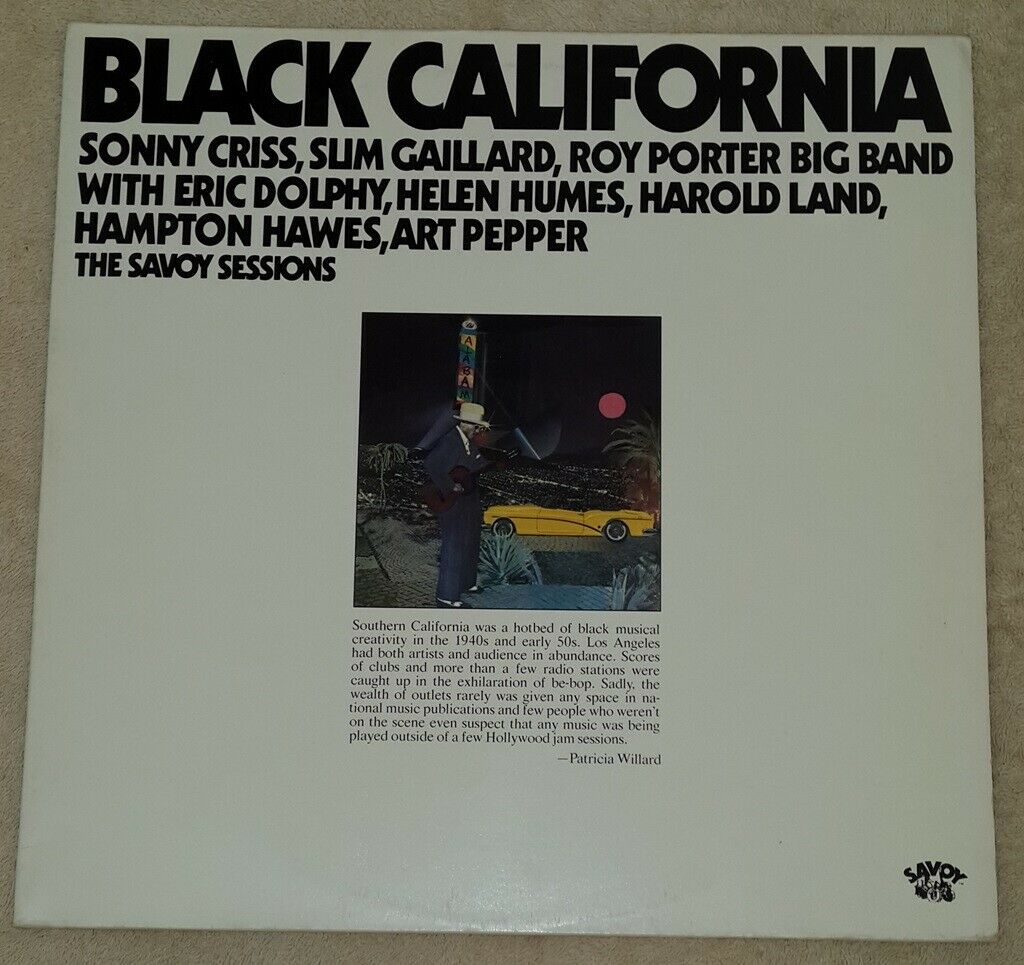 BLACK CALIFORNIA
SONNY CRISS, SLIM GAILLARD, ROY PORTER BIG BAND
WITH ERIC DOLPHY, HELEN HUMES, HAROLD LAND,
HAMPTON HAWES, ART PEPPER
THE SAVOY SESSIONS
ALABAM
Southern California was a hotbed of black musical
creativity in the 1940s and early 50s. Los Angeles
had both artists and audience in abundance. Scores
of clubs and more than a few radio stations were
caught up in the exhilaration of be-bop. Sadly, the
wealth of outlets rarely was given any space in na-
tional music publications and few people who weren't
on the scene even suspect that any music was being
played outside of a few Hollywood jam sessions.
—Patricia Willard
SAVOY